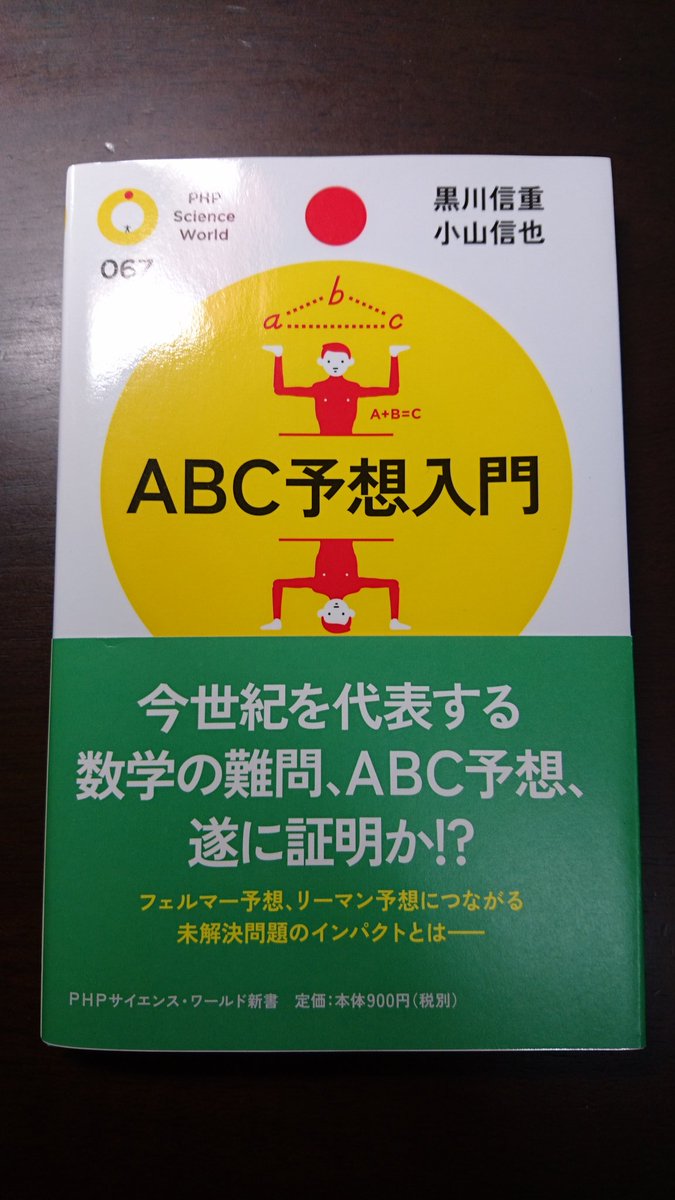 PHP
Science
World
067
黒川信重
小山信也
b
a
c
A+B=C
ABC予想入門
今世紀を代表する
数学の難問、ABC予想、
遂に証明か!?
フェルマー予想、リーマン予想につながる
未解決問題のインパクトとは——
PHPサイエンス・ワールド新書 定価：本体900円（税別）